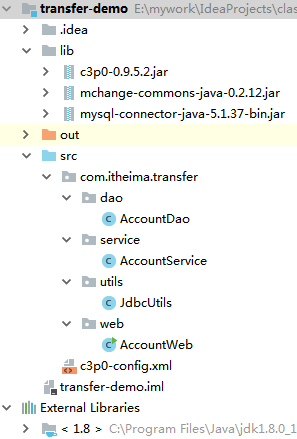 transfer-demo E:\mywork\IdeaProjects\clas
.idea
lib
c3p0-0.9.5.2.jar
mchange-commons-java-0.2.12.jar
mysql-connector-java-5.1.37-bin.jar
out
src
com.itheima.transfer
dao
AccountDao
service
AccountService
utils
JdbcUtils
web
AccountWeb
c3p0-config.xml
transfer-demo.iml
External Libraries
< 1.8 > C:\Program Files\Java\jdk1.8.0_1